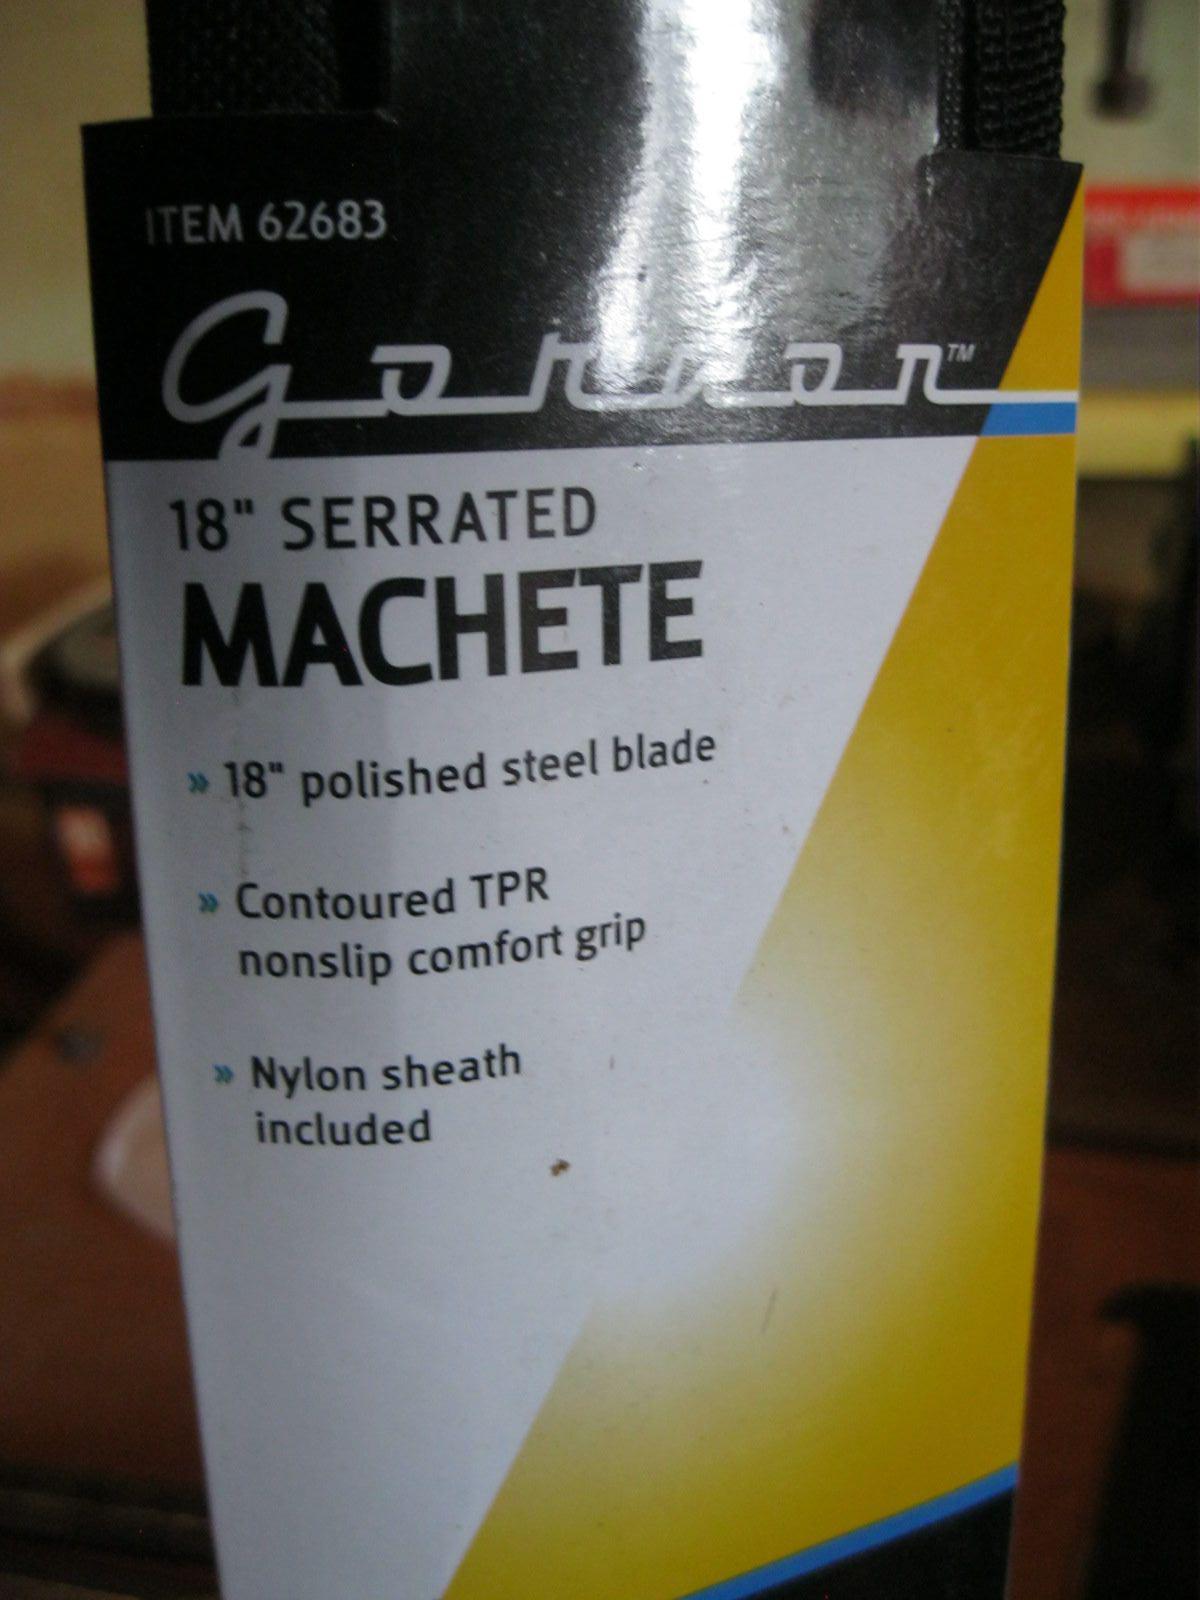 ITEM 62683
Gordon™
18" SERRATED
MACHETE
» 18" polished steel blade
» Contoured TPR
nonslip comfort grip
» Nylon sheath
included